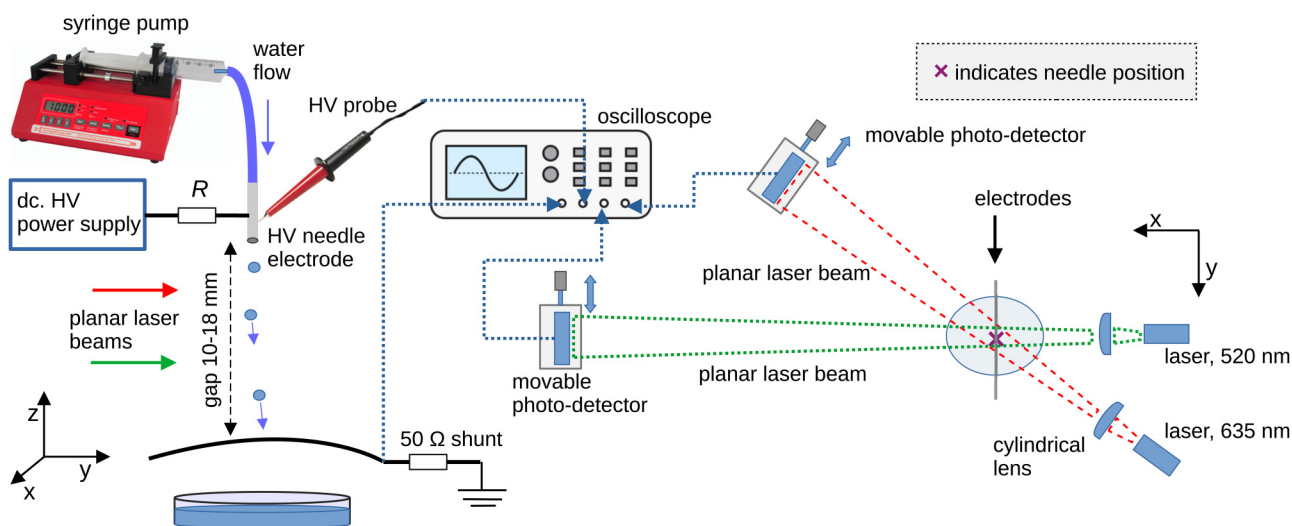 syringe pump
water
flow
HV probe
1000
R
dc. HV
power supply
HV needle
electrode
gap 10-18 mm
planar laser
beams
z
y
x
50 Ω shunt
oscilloscope
movable photo-detector
× indicates needle position
electrodes
x
y
planar laser beam
planar laser beam
movable
photo-detector
laser, 520 nm
laser, 635 nm
cylindrical
lens